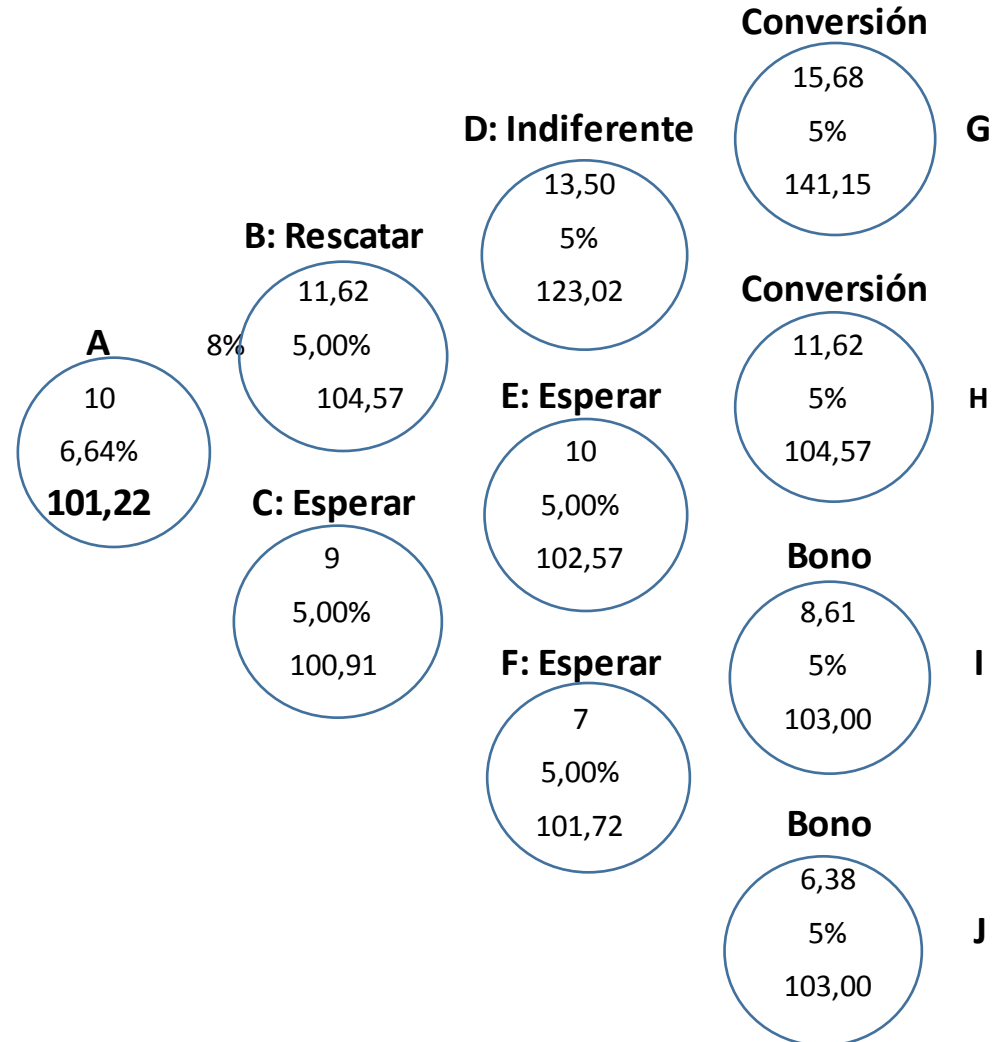 A
10
6,64%
101,22
B: Rescatar
11,62
8% 5,00%
104,57
C: Esperar
9
5,00%
100,91
D: Indiferente
13,50
5%
123,02
E: Esperar
10
5,00%
102,57
F: Esperar
7
5,00%
101,72
Conversión
15,68
5%
141,15
G
Conversión
11,62
5%
104,57
H
Bono
8,61
5%
103,00
I
Bono
6,38
5%
103,00
J